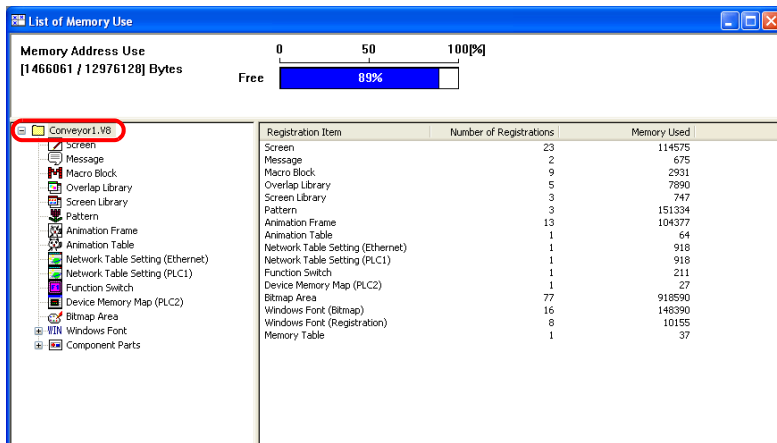 List of Memory Use
Memory Address Use
[1466061 / 12976128] Bytes
0 50 100[%]
Free 89%
Conveyor1.V8
Screen
Message
Macro Block
Overlap Library
Screen Library
Pattern
Animation Frame
Animation Table
Network Table Setting (Ethernet)
Network Table Setting (PLC1)
Function Switch
Device Memory Map (PLC2)
Bitmap Area
WIN Windows Font
Component Parts
Registration Item Number of Registrations Memory Used
Screen 23 114575
Message 2 675
Macro Block 9 2931
Overlap Library 5 7890
Screen Library 3 747
Pattern 3 151334
Animation Frame 13 104377
Animation Table 1 64
Network Table Setting (Ethernet) 1 918
Network Table Setting (PLC1) 1 918
Function Switch 1 211
Device Memory Map (PLC2) 1 27
Bitmap Area 77 918590
Windows Font (Bitmap) 16 148390
Windows Font (Registration) 8 10155
Memory Table 1 37